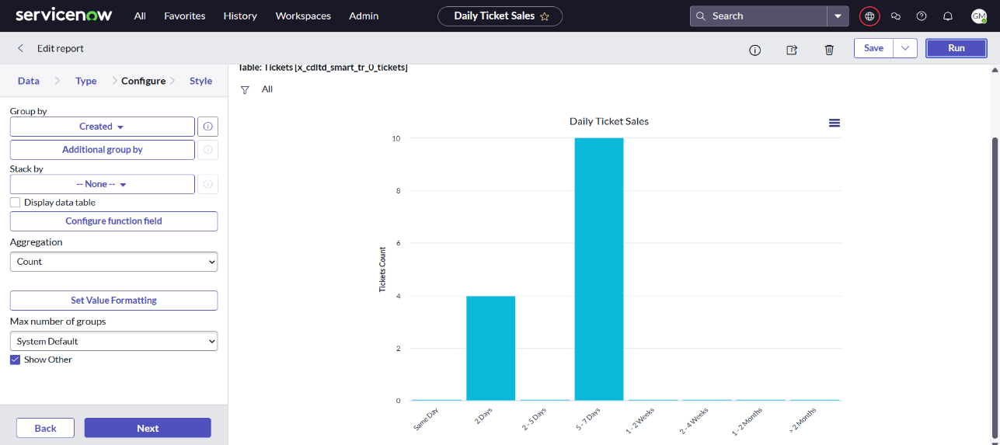 servicenow
All
Favorites
History
Workspaces
Admin
Daily Ticket Sales
Search
GM
Edit report
Save
Run
Data
Type
Configure
Style
Group by
Created
Additional group by
Stack by
-- None --
Display data table
Configure function field
Aggregation
Count
Set Value Formatting
Max number of groups
System Default
Show Other
Back
Next
Table: Tickets [x_cdltd_smart_tr_0_tickets]
All
Daily Ticket Sales
Tickets Count
10
8
6
4
2
0
Same Day
2 Days
2 - 5 Days
5 - 7 Days
1 - 2 Weeks
2 - 4 Weeks
1 - 2 Months
> 2 Months